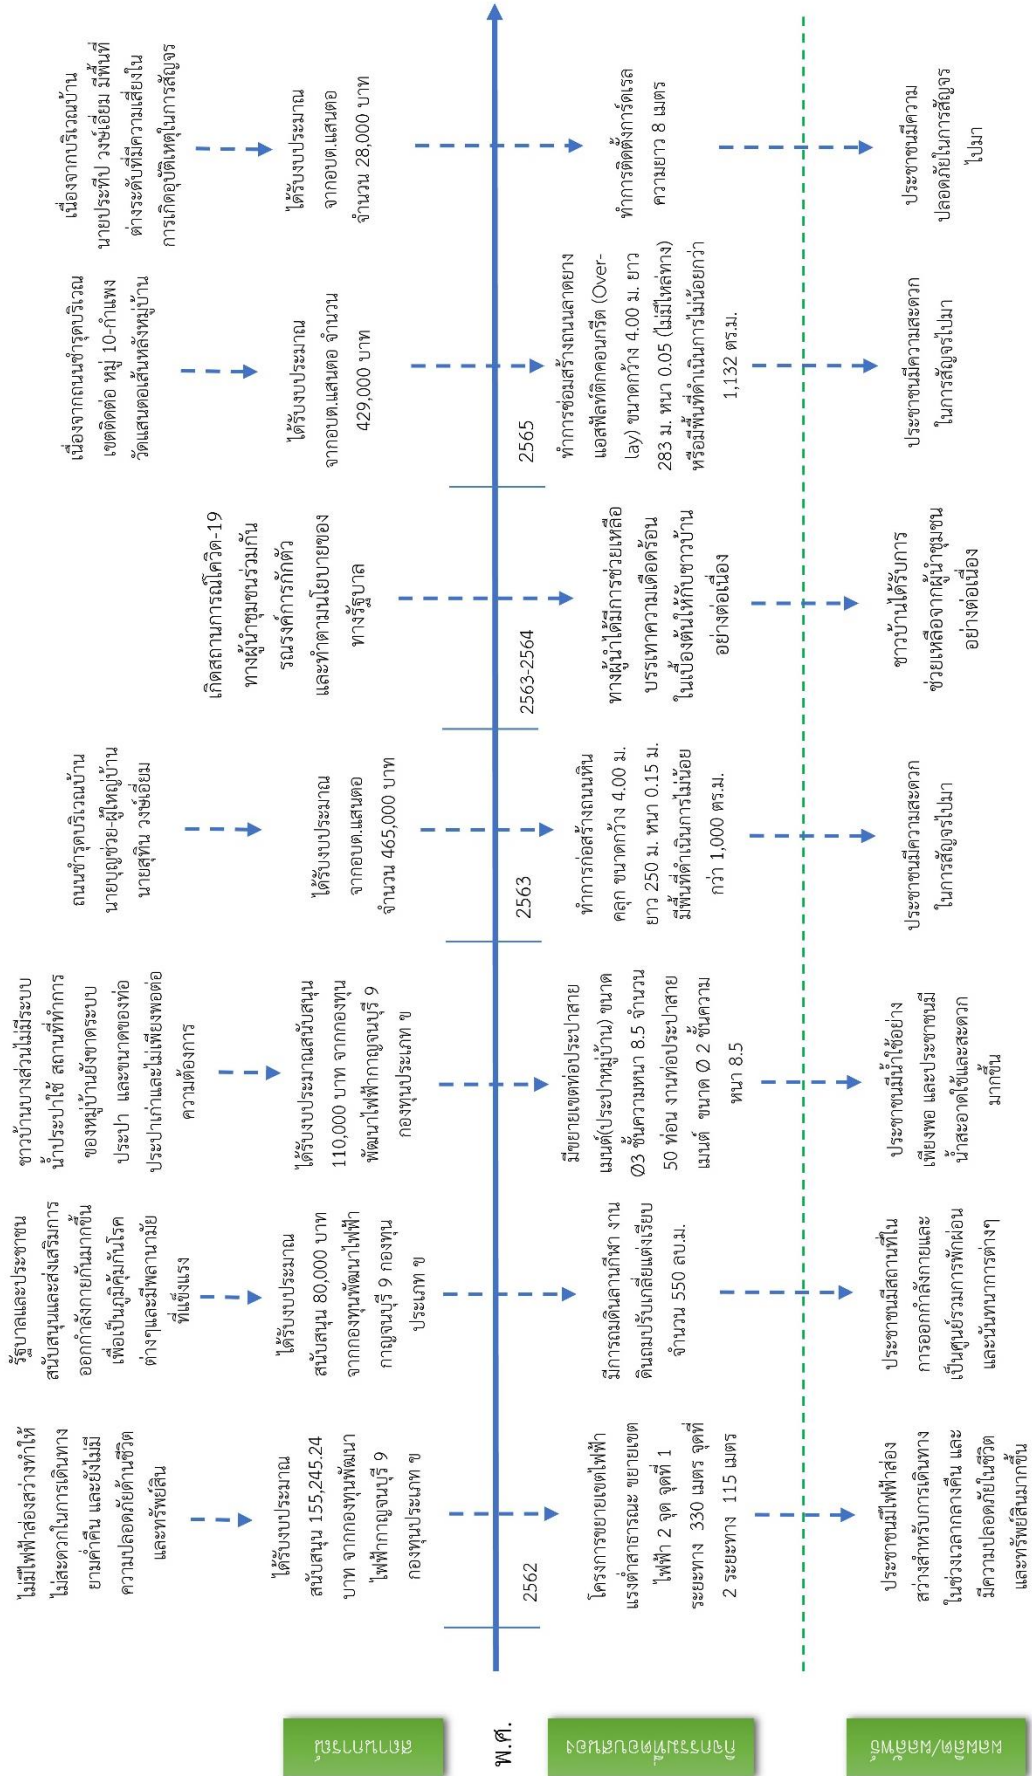 สถานการณ์
ไม่มีไฟฟ้าส่องสว่างทำให้
ไม่สะดวกในการเดินทาง
ยามค่ำคืน และยังไม่มี
ความปลอดภัยด้านชีวิต
และทรัพย์สิน
รัฐบาลและประชาชน
สนับสนุนและส่งเสริมการ
ออกกำลังกายกันมากขึ้น
เพื่อเป็นภูมิคุ้มกันโรค
ต่างๆและมีพลานามัย
ที่แข็งแรง
ชาวบ้านบางส่วนไม่มีระบบ
น้ำประปาใช้ สถานที่ทำการ
ของหมู่บ้านยังขาดระบบ
ประปา และขนาดของท่อ
ประปาเก่าและไม่เพียงพอต่อ
ความต้องการ
ถนนชำรุดบริเวณบ้าน
นายบุญช่วย-ผู้ใหญ่บ้าน
นายสุทิน วงษ์เอี่ยม
เกิดสถานการณ์โควิด-19
ทางผู้นำชุมชนร่วมกัน
รณรงค์การกักตัว
และทำตามนโยบายของ
ทางรัฐบาล
เนื่องจากถนนชำรุดบริเวณ
เขตติดต่อ หมู่ 10-กำแพง
วัดแสนตอเส้นหลังหมู่บ้าน
เนื่องจากบริเวณบ้าน
นายประทีป วงษ์เอี่ยม มีพื้นที่
ต่างระดับที่มีความเสี่ยงใน
การเกิดอุบัติเหตุในการสัญจร
ได้รับงบประมาณ
สนับสนุน 155,245.24
บาท จากกองทุนพัฒนา
ไฟฟ้ากาญจนบุรี 9
กองทุนประเภท ข
ได้รับงบประมาณ
สนับสนุน 80,000 บาท
จากกองทุนพัฒนาไฟฟ้า
กาญจนบุรี 9 กองทุน
ประเภท ข
ได้รับงบประมาณสนับสนุน
110,000 บาท จากกองทุน
พัฒนาไฟฟ้ากาญจนบุรี 9
กองทุนประเภท ข
ได้รับงบประมาณ
จากอบต.แสนตอ
จำนวน 465,000 บาท
ได้รับงบประมาณ
จากอบต.แสนตอ จำนวน
429,000 บาท
ได้รับงบประมาณ
จากอบต.แสนตอ
จำนวน 28,000 บาท
พ.ศ.
2562
2563
2563-2564
2565
กิจกรรมที่ตอบสนอง
โครงการขยายเขตไฟฟ้า
แรงต่ำสาธารณะ ขยายเขต
ไฟฟ้า 2 จุด จุดที่ 1
ระยะทาง 330 เมตร จุดที่
2 ระยะทาง 115 เมตร
มีการถมดินลานกีฬา งาน
ดินถมปรับเกลี่ยแต่งเรียบ
จำนวน 550 ลบ.ม.
มีขยายเขตท่อประปาสาย
เมนต์(ประปาหมู่บ้าน) ขนาด
Ø3 ชั้นความหนา 8.5 จำนวน
50 ท่อน งานท่อประปาสาย
เมนต์ ขนาด Ø 2 ชั้นความ
หนา 8.5
ทำการก่อสร้างถนนหิน
คลุก ขนาดกว้าง 4.00 ม.
ยาว 250 ม. หนา 0.15 ม.
มีพื้นที่ดำเนินการไม่น้อย
กว่า 1,000 ตร.ม.
ทางผู้นำได้มีการช่วยเหลือ
บรรเทาความเดือดร้อน
ในเบื้องต้นให้กับชาวบ้าน
อย่างต่อเนื่อง
ทำการซ่อมสร้างถนนลาดยาง
แอสฟัลท์ติกคอนกรีต (Over-
lay) ขนาดกว้าง 4.00 ม. ยาว
283 ม. หนา 0.05 (ไม่มีไหล่ทาง)
หรือมีพื้นที่ดำเนินการไม่น้อยกว่า
1,132 ตร.ม.
ทำการติดตั้งการ์ดเรล
ความยาว 8 เมตร
ผลผลิต/ผลลัพธ์
ประชาชนมีไฟฟ้าส่อง
สว่างสำหรับการเดินทาง
ในช่วงเวลากลางคืน และ
มีความปลอดภัยในชีวิต
และทรัพย์สินมากขึ้น
ประชาชนมีสถานที่ใน
การออกกำลังกายและ
เป็นศูนย์รวมการพักผ่อน
และนันทนาการต่างๆ
ประชาชนมีน้ำใช้อย่าง
เพียงพอ และประชาชนมี
น้ำสะอาดใช้และสะดวก
มากขึ้น
ประชาชนมีความสะดวก
ในการสัญจรไปมา
ชาวบ้านได้รับการ
ช่วยเหลือจากผู้นำชุมชน
อย่างต่อเนื่อง
ประชาชนมีความสะดวก
ในการสัญจรไปมา
ประชาชนมีความ
ปลอดภัยในการสัญจร
ไปมา